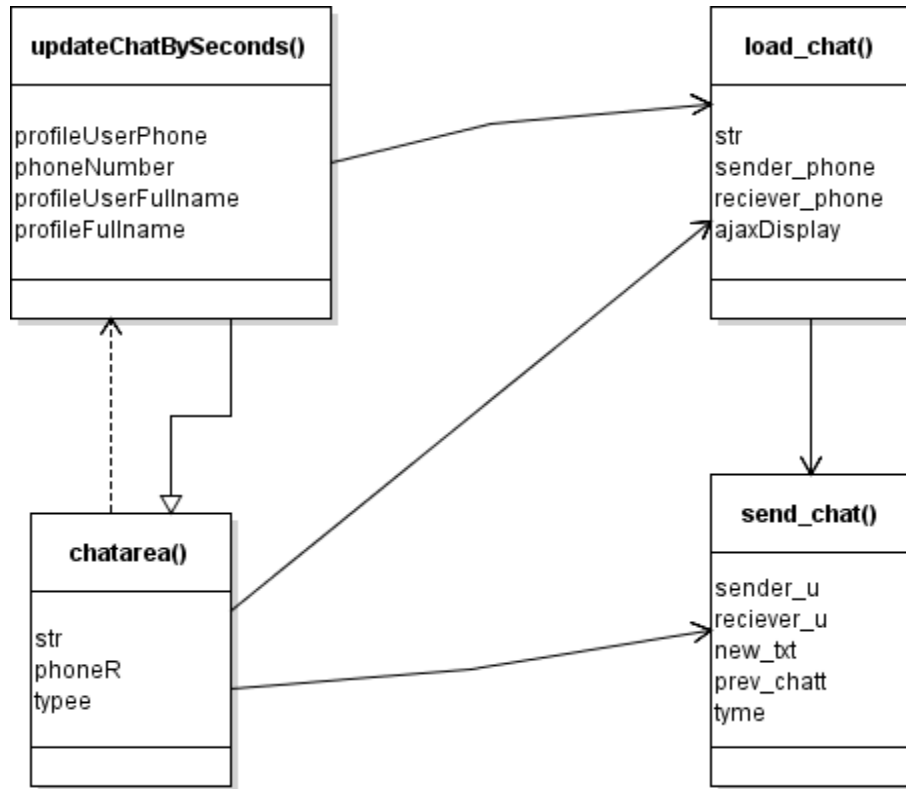 updateChatBySeconds()
profileUserPhone
phoneNumber
profileUserFullname
profileFullname
load_chat()
str
sender_phone
reciever_phone
ajaxDisplay
chatarea()
str
phoneR
typee
send_chat()
sender_u
reciever_u
new_txt
prev_chatt
tyme